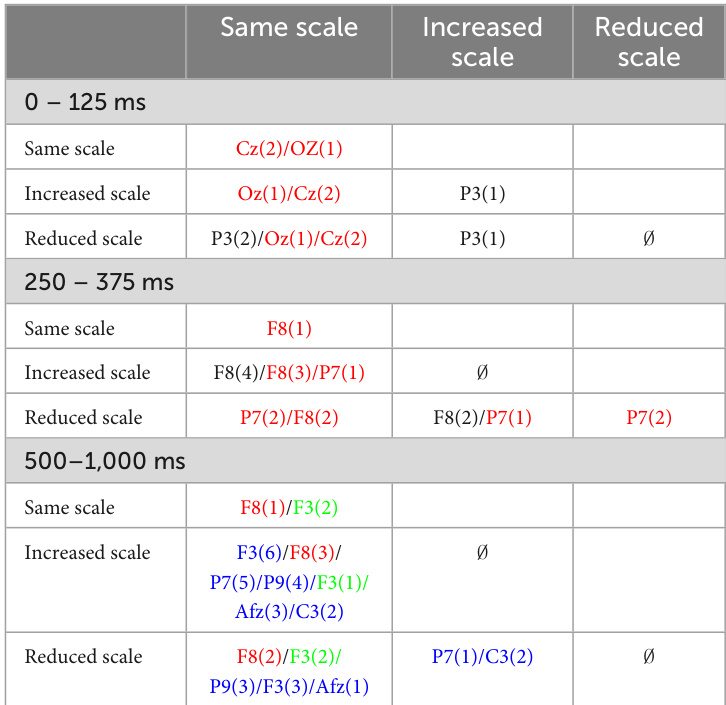 Same scale Increased scale Reduced scale
0 – 125 ms
Same scale Cz(2)/OZ(1)
Increased scale Oz(1)/Cz(2) P3(1)
Reduced scale P3(2)/Oz(1)/Cz(2) P3(1) ∅
250 – 375 ms
Same scale F8(1)
Increased scale F8(4)/F8(3)/P7(1) ∅
Reduced scale P7(2)/F8(2) F8(2)/P7(1) P7(2)
500–1,000 ms
Same scale F8(1)/F3(2)
Increased scale F3(6)/F8(3)/ ∅
P7(5)/P9(4)/F3(1)/
Afz(3)/C3(2)
Reduced scale F8(2)/F3(2)/ P7(1)/C3(2) ∅
P9(3)/F3(3)/Afz(1)